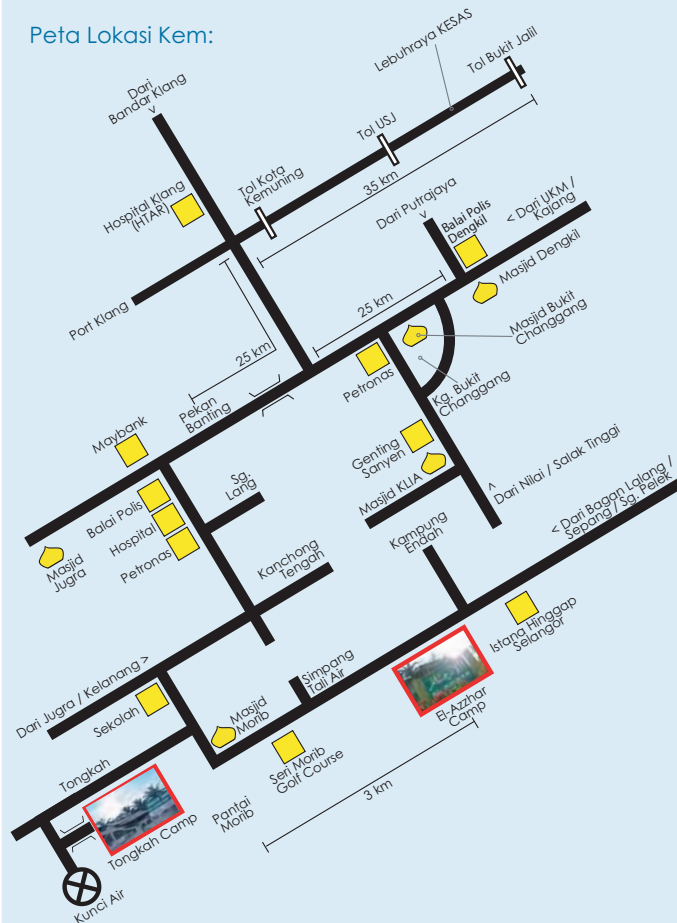 Peta Lokasi Kem:
Lebuhraya KESAS
Tol Bukit Jalil
Dari
Bandar Klang
>
Tol USJ
35 km
Tol Kota
Kemuning
Hospital Klang
(HTAR)
Dari Putrajaya
>
Balai Polis
Dengkil
< Dari UKM /
Kajang
Masjid Dengkil
Port Klang
25 km
25 km
Masjid Bukit
Changgang
Petronas
Kg. Bukit
Changgang
Pekan
Banting
Maybank
Genting
Sanyen
Masjid KLIA
>
Dari Nilai / Salak Tinggi
Sg.
Lang
Balai Polis
Hospital
Petronas
Masjid
Jugra
Kampung
Endah
< Dari Bagan Lalang /
Sepang / Sg. Pelek
Kanchong
Tengah
Istana Hinggap
Selangor
Dari Jugra / Kelanang >
Sekolah
Simpang
Tali Air
Masjid
Morib
El-Azzhar
Camp
Seri Morib
Golf Course
Tongkah
3 km
Pantai
Morib
Tongkah Camp
Kunci Air